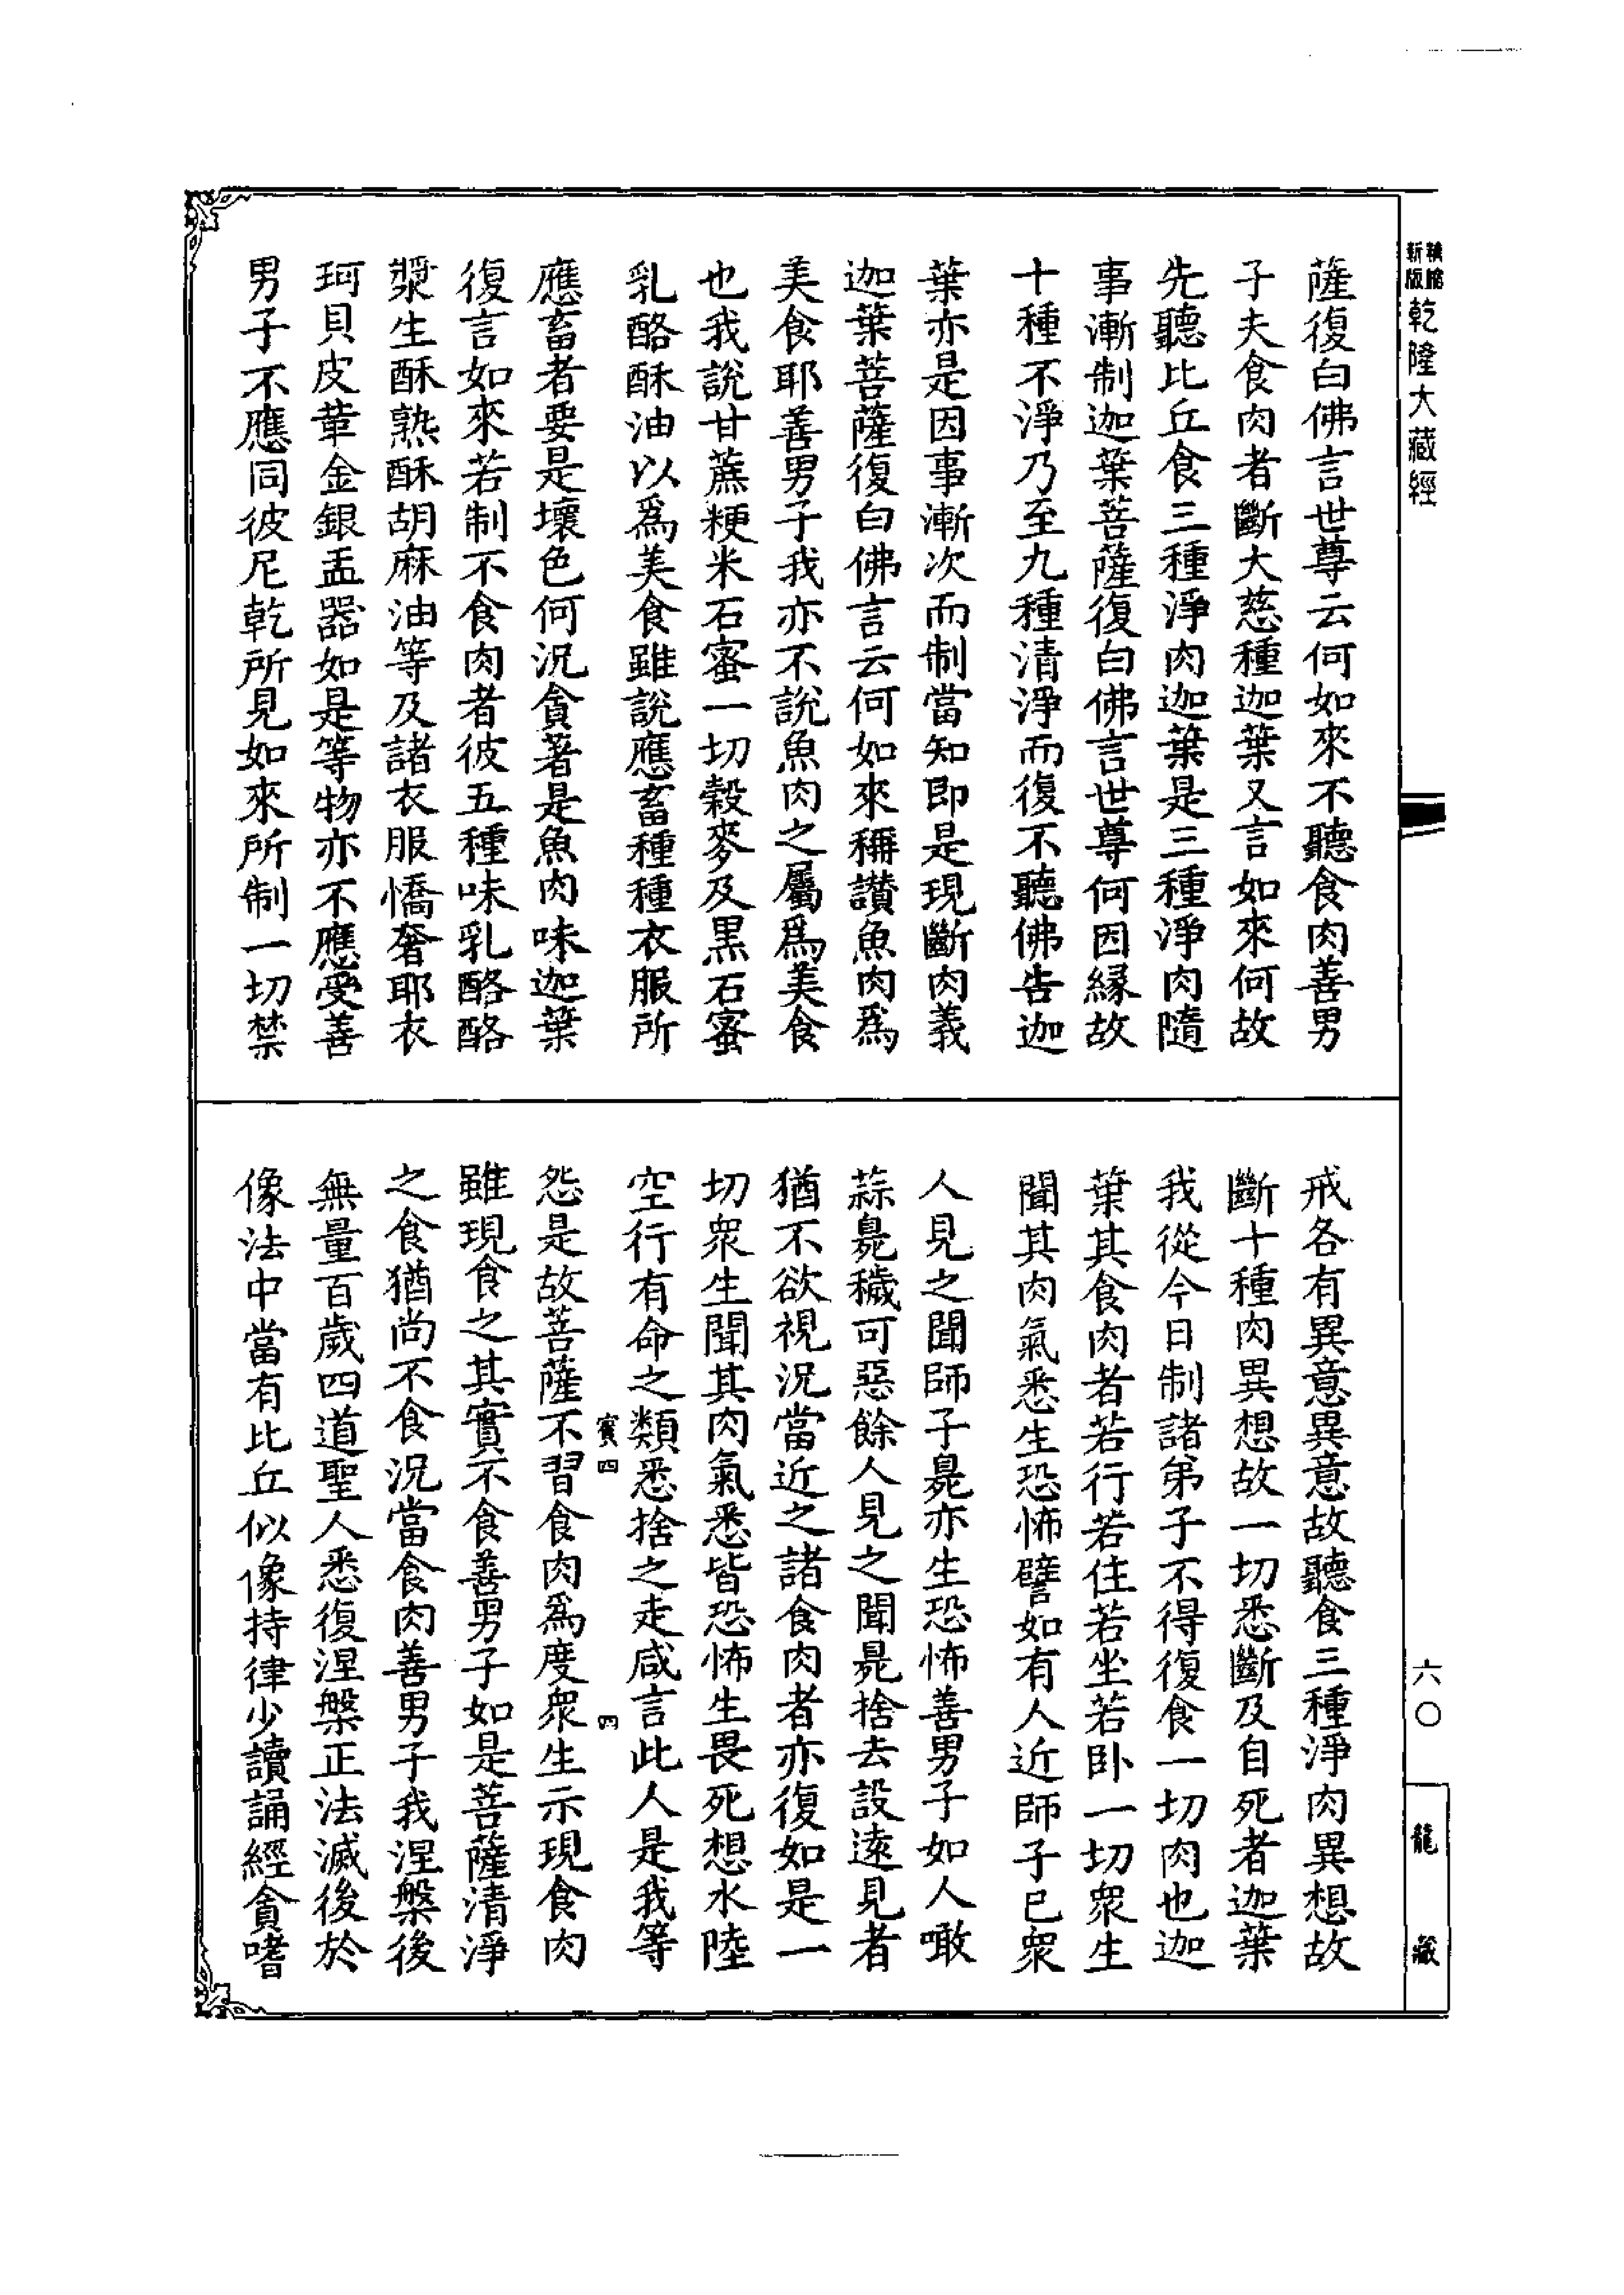 新版
乾隆大藏經
薩復白佛言世尊云何如來不聽食肉善男
子夫食肉者斷大慈種迦葉又言如來何故
先聽比丘食三種淨肉迦葉是三種淨肉隨
事漸制迦葉菩薩復白佛言世尊何因緣故
十種不淨乃至九種清淨而復不聽佛告迦
葉亦是因事漸次而制當知即是現斷肉義
迦葉菩薩復白佛言云何如來稱讚魚肉爲
美食耶善男子我亦不說魚肉之屬爲美食
也我說甘蔗粳米石蜜一切穀麥及黑石蜜
乳酪酥油以爲美食雖說應畜種種衣服所
應畜者要是壞色何況貪著是魚肉味迦葉
復言如來若制不食肉者彼五種味乳酪酪
漿生酥熟酥胡麻油等及諸衣服憍奢耶衣
珂貝皮革金銀盂器如是等物亦不應受善
男子不應同彼尼乾所見如來所制一切禁
戒各有異意異意故聽食三種淨肉異想故
斷十種肉異想故一切悉斷及自死者迦葉
我從今日制諸弟子不得復食一切肉也迦
葉其食肉者若行若住若坐若卧一切衆生
聞其肉氣悉生恐怖譬如有人近師子已衆
人見之聞師子臰亦生恐怖善男子如人噉
蒜臰穢可惡餘人見之聞臰捨去設遠見者
猶不欲視況當近之諸食肉者亦復如是一
切衆生聞其肉氣悉皆恐怖生畏死想水陸
空行有命之類悉捨之走咸言此人是我等
賓四
四
怨是故菩薩不習食肉爲度衆生示現食肉
雖現食之其實不食善男子如是菩薩清淨
之食猶尚不食況當食肉善男子我涅槃後
無量百歲四道聖人悉復涅槃正法滅後於
像法中當有比丘似像持律少讀誦經貪嗜
六〇
龍藏